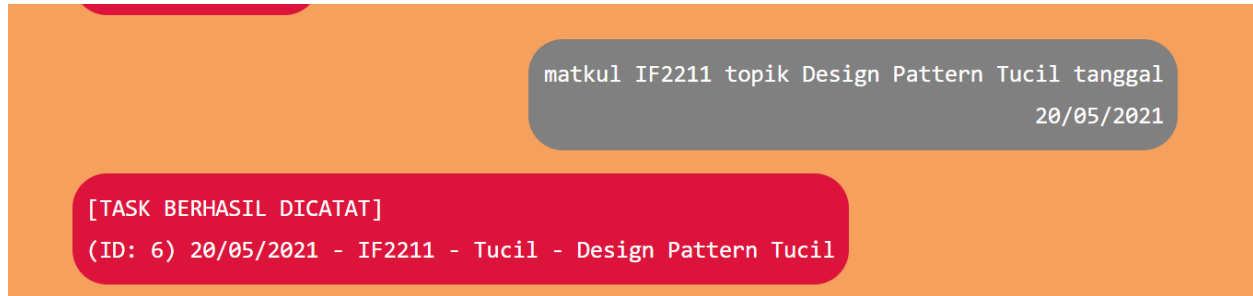 matkul IF2211 topik Design Pattern Tucil tanggal
20/05/2021
[TASK BERHASIL DICATAT]
(ID: 6) 20/05/2021 - IF2211 - Tucil - Design Pattern Tucil